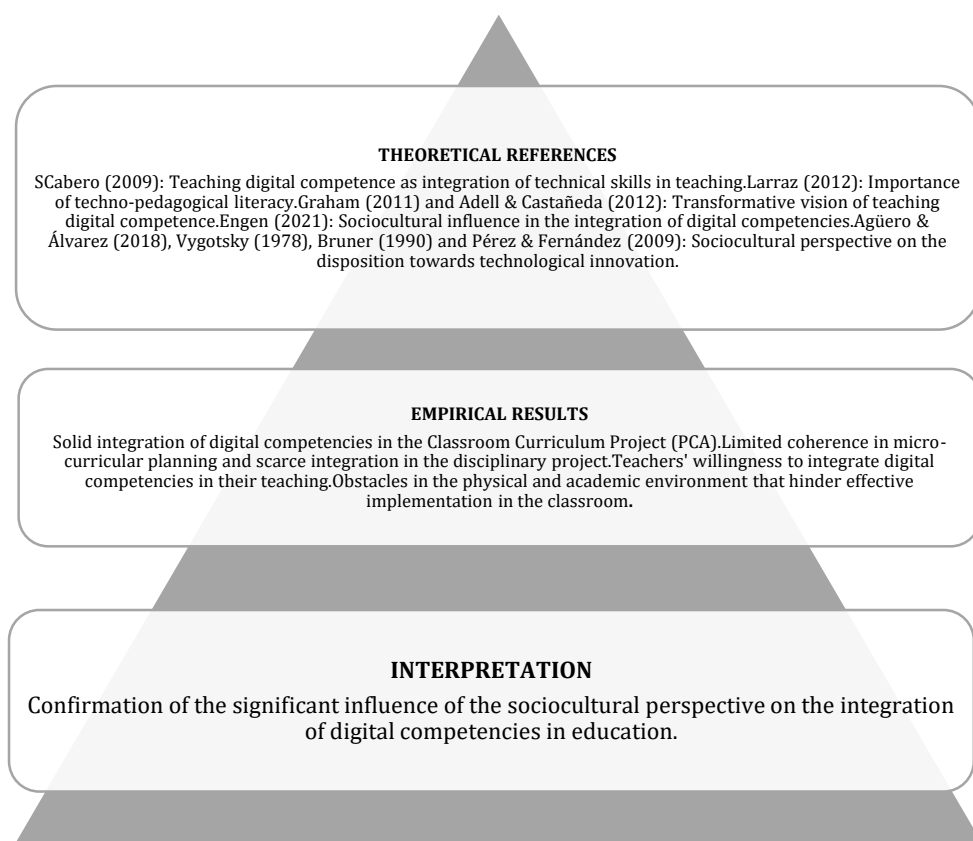 THEORETICAL REFERENCES
SCabero (2009): Teaching digital competence as integration of technical skills in teaching.Larraz (2012): Importance
of techno-pedagogical literacy.Graham (2011) and Adell & Castañeda (2012): Transformative vision of teaching
digital competence.Engen (2021): Sociocultural influence in the integration of digital competencies.Agüero &
Álvarez (2018), Vygotsky (1978), Bruner (1990) and Pérez & Fernández (2009): Sociocultural perspective on the
disposition towards technological innovation.
EMPIRICAL RESULTS
Solid integration of digital competencies in the Classroom Curriculum Project (PCA).Limited coherence in micro-
curricular planning and scarce integration in the disciplinary project.Teachers' willingness to integrate digital
competencies in their teaching.Obstacles in the physical and academic environment that hinder effective
implementation in the classroom.
INTERPRETATION
Confirmation of the significant influence of the sociocultural perspective on the integration
of digital competencies in education.